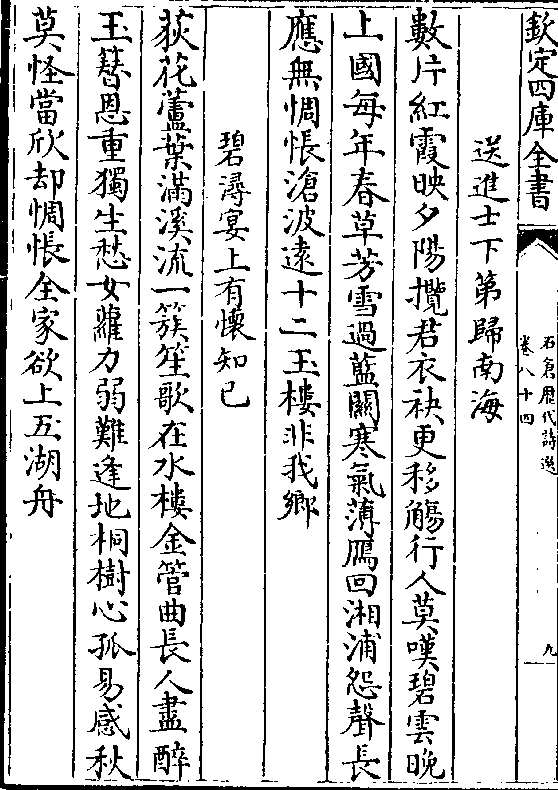 欽定四庫全書
石倉歷代詩選
卷八十四
九
送進士下第歸南海
數片紅霞映夕陽攬君衣袂更移觴行人莫嘆碧雲晩
上國每年春草芳雪過藍關寒氣薄鴈回湘浦怨聲長
應無惆悵滄波遠十二玉樓非我鄉
碧潯宴上有懷知已
荻花蘆葉滿溪流一簇笙歌在水樓金管曲長人盡醉
玉簪恩重獨生愁女蘿力弱難逢地桐樹心孤易感秋
莫怪當欣却惆悵全家欲上五湖舟